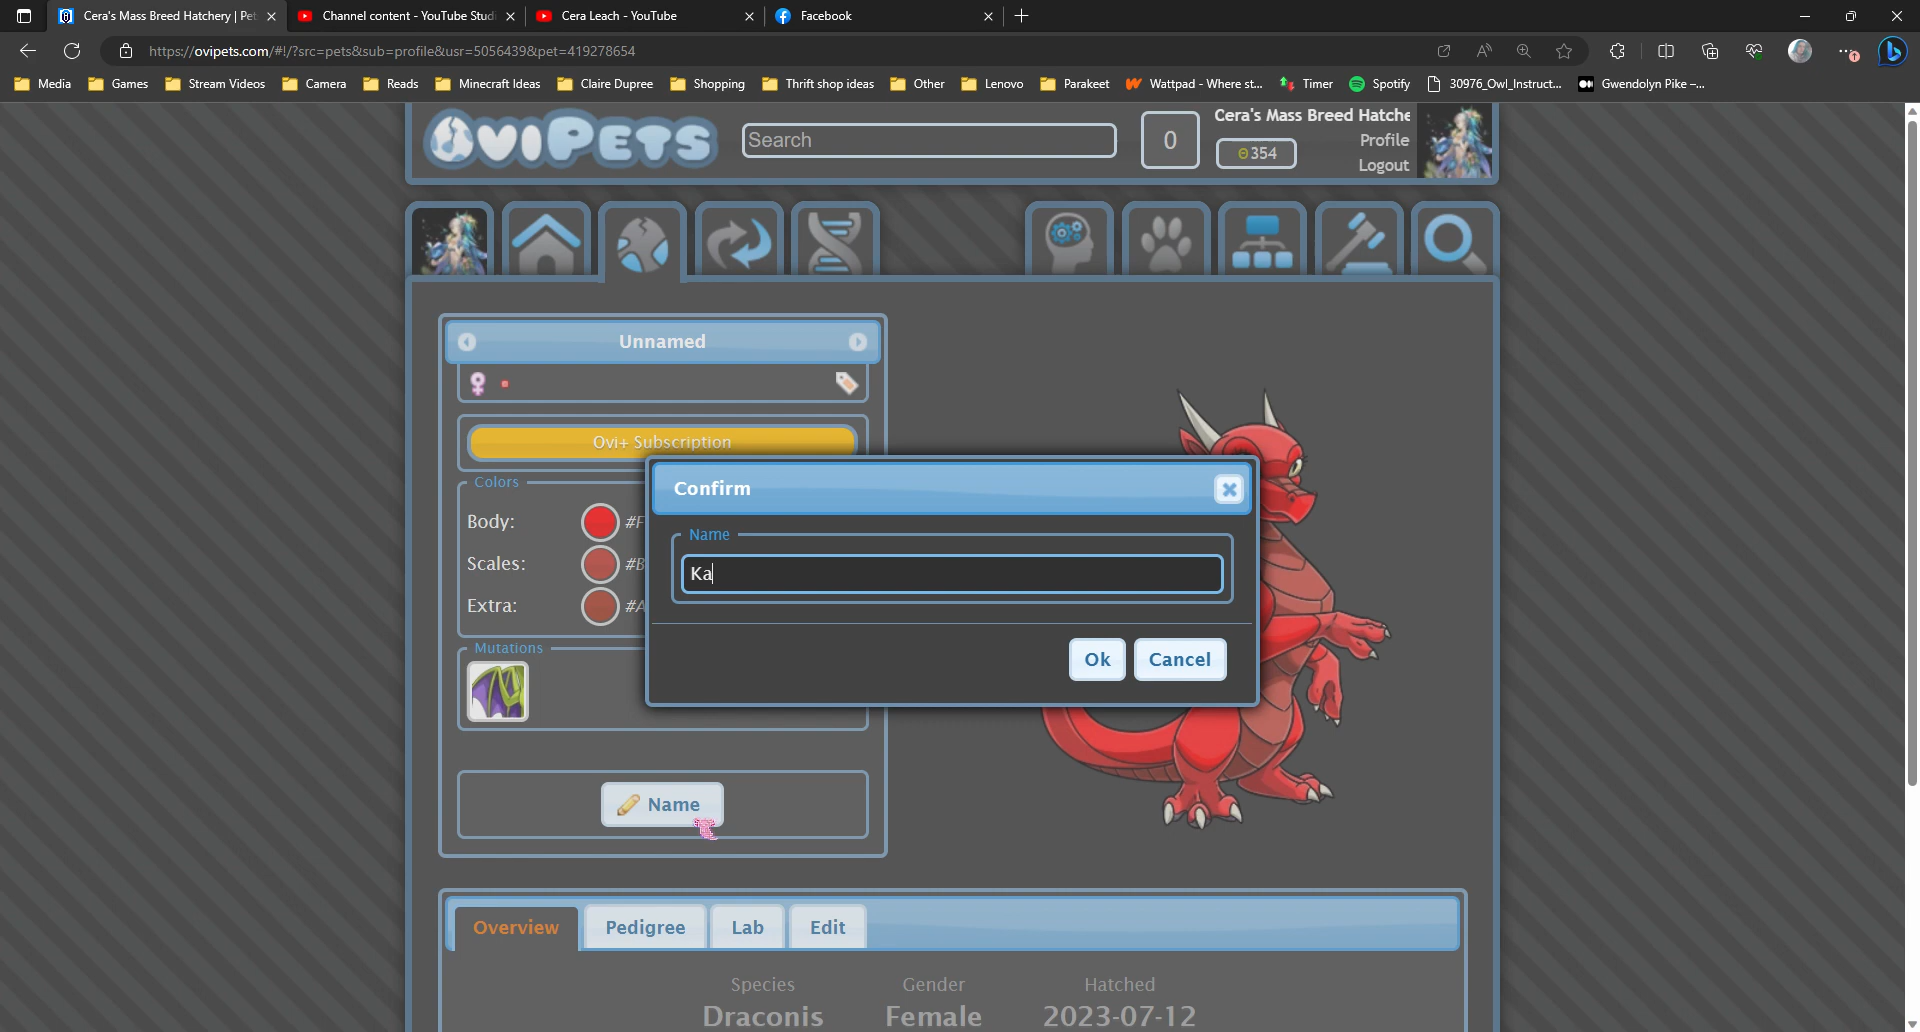 Cera's Mass Breed Hatchery | Pet
Channel content - YouTube Studi
Cera Leach - YouTube
Facebook
https://ovipets.com/#!/?src=pets&sub=profile&usr=5056439&pet=419278654
Media
Games
Stream Videos
Camera
Reads
Minecraft Ideas
Claire Dupree
Shopping
Thrift shop ideas
Other
Lenovo
Parakeet
Wattpad - Where st...
Timer
Spotify
30976_Owl_Instruct...
Gwendolyn Pike –...
OviPets
Search
0
Cera's Mass Breed Hatche
354
Profile
Logout
Unnamed
Ovi+ Subscription
Colors
Body:
#F
Scales:
#B
Extra:
#A
Mutations
Confirm
Name
Ka
Ok
Cancel
Name
Overview
Pedigree
Lab
Edit
Species
Gender
Hatched
Draconis
Female
2023-07-12